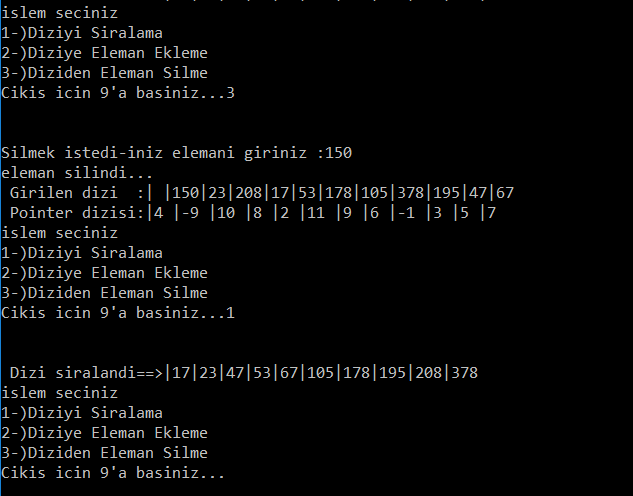 islem seciniz
1-)Diziyi Siralama
2-)Diziye Eleman Ekleme
3-)Diziden Eleman Silme
Cikis icin 9'a basiniz...3
Silmek istedi-iniz elemani giriniz :150
eleman silindi...
Girilen dizi  :| |150|23|208|17|53|178|105|378|195|47|67
Pointer dizisi:|4 |-9 |10 |8 |2 |11 |9 |6 |-1 |3 |5 |7
islem seciniz
1-)Diziyi Siralama
2-)Diziye Eleman Ekleme
3-)Diziden Eleman Silme
Cikis icin 9'a basiniz...1
Dizi siralandi==>|17|23|47|53|67|105|178|195|208|378
islem seciniz
1-)Diziyi Siralama
2-)Diziye Eleman Ekleme
3-)Diziden Eleman Silme
Cikis icin 9'a basiniz...